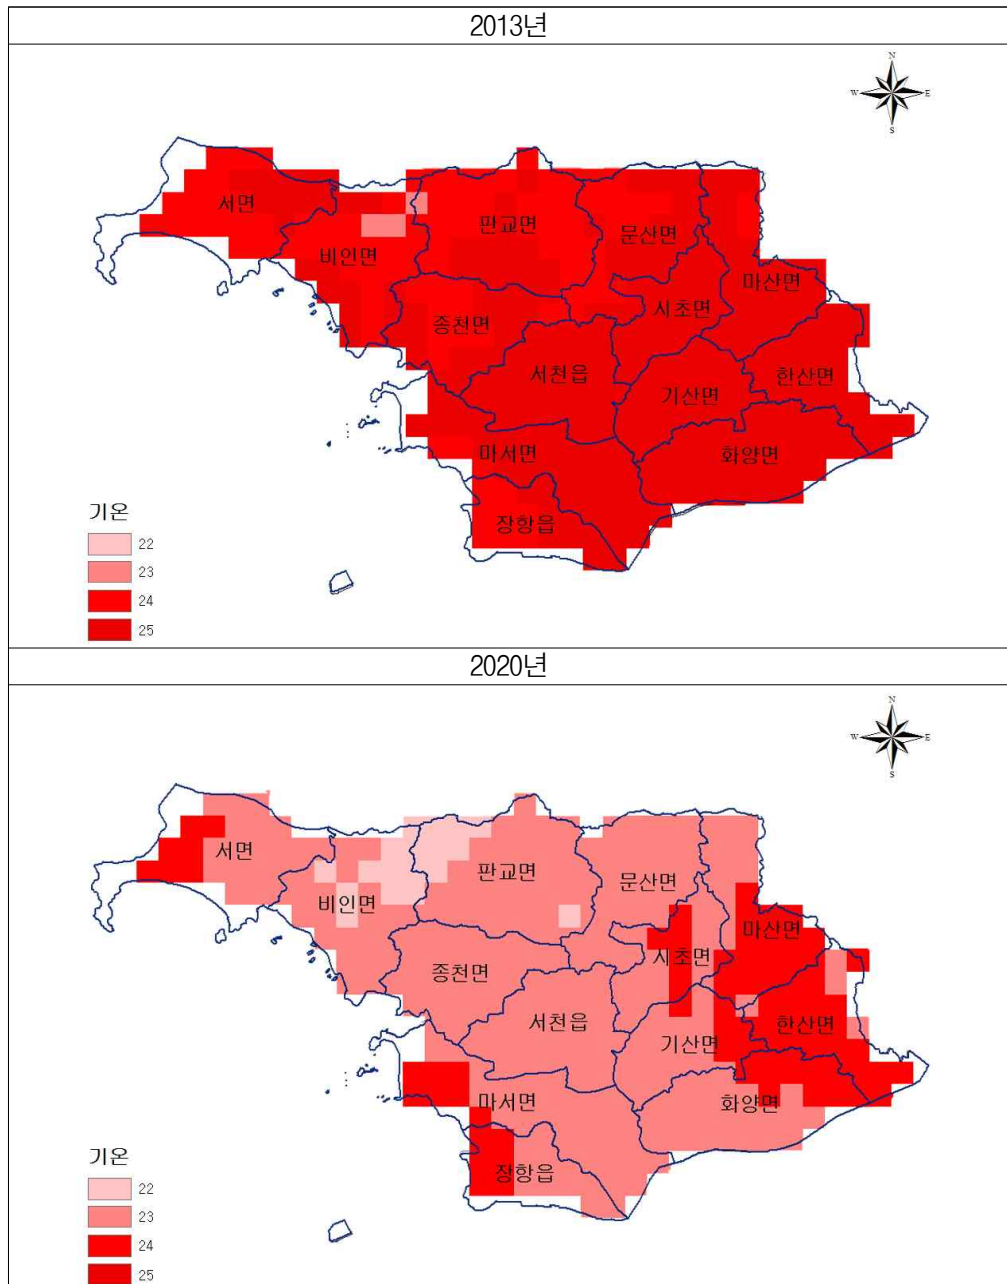 2013년
N
W E
S
서면
판교면
문산면
비인면
마산면
시초면
종천면
서천읍
한산면
기산면
마서면
화양면
장항읍
기온
22
23
24
25
2020년
N
W E
S
서면
판교면
문산면
비인면
마산면
시초면
종천면
서천읍
한산면
기산면
마서면
화양면
장항읍
기온
22
23
24
25